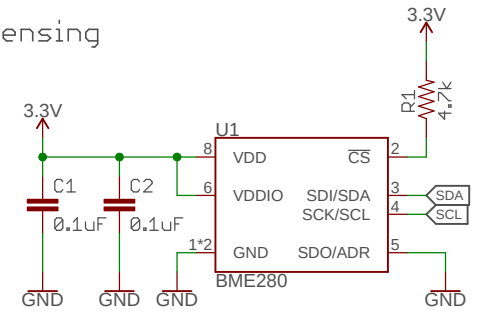 ensing
3.3V
R1
4.7k
3.3V
U1
C1
0.1uF
C2
0.1uF
8
VDD
CS
2
6
VDDIO
SDI/SDA
3
SDA
SCK/SCL
4
SCL
1*2
GND
SDO/ADR
5
BME280
GND
GND
GND
GND